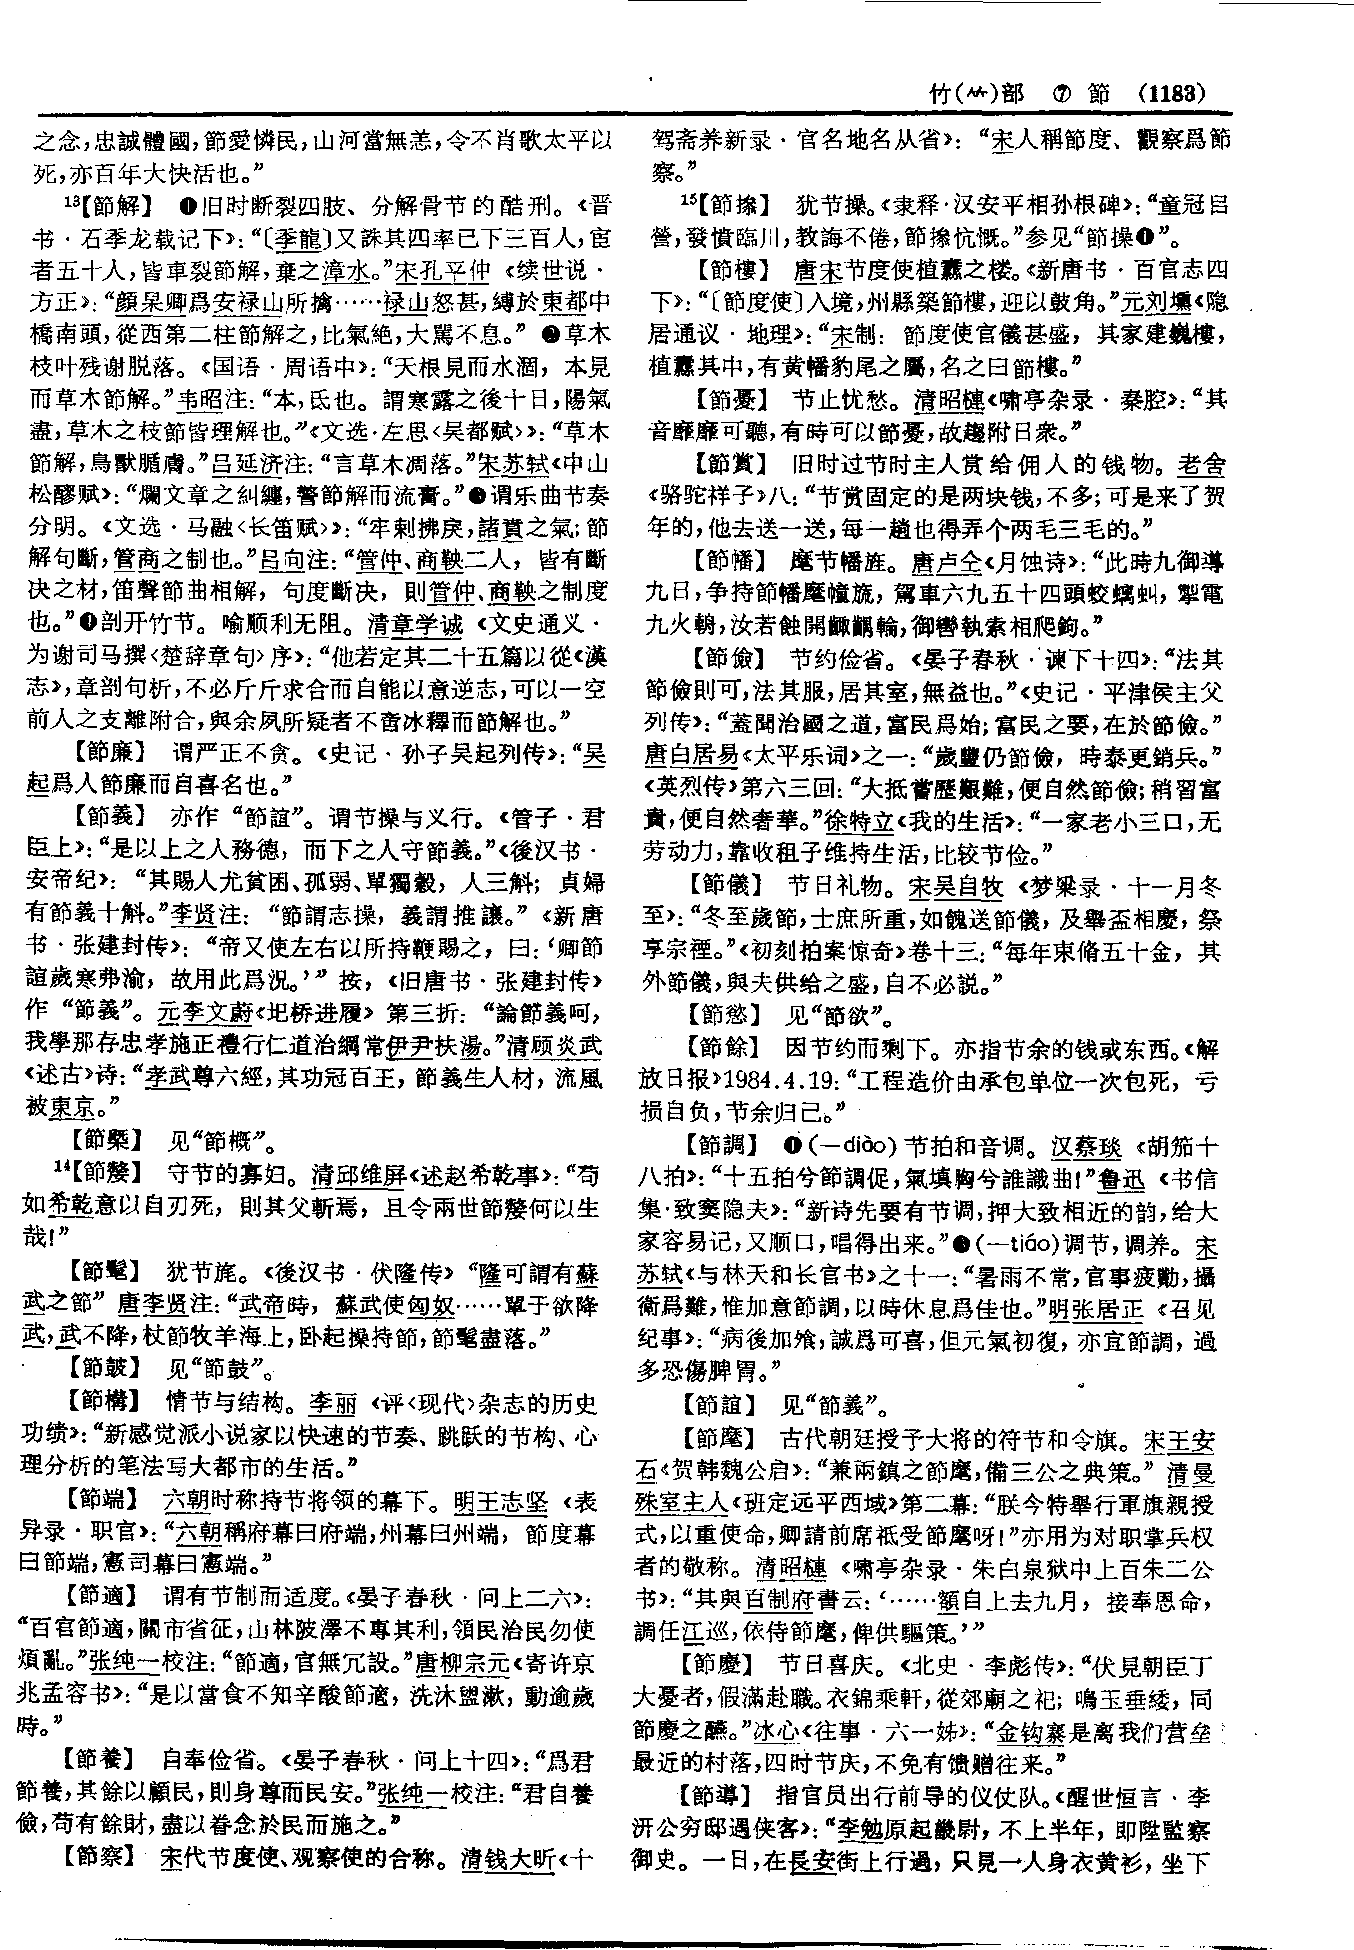 竹(⺮)部 ⑦ 節 (1183)
之念,忠誠體國,節愛憐民,山河當無恙,令不肖歌太平以
死,亦百年大快活也。”
¹³【節解】 ❶旧时断裂四肢、分解骨节的酷刑。《晋
书·石季龙载记下》:“〔季龍〕又誅其四率已下三百人,宦
者五十人,皆車裂節解,棄之漳水。”宋孔平仲《续世说·
方正》:“顔杲卿爲安禄山所擒……禄山怒甚,縛於東都中
橋南頭,從西第二柱節解之,比氣絶,大駡不息。” ❷草木
枝叶残谢脱落。《国语·周语中》:“天根見而水涸,本見
而草木節解。”韦昭注:“本,氐也。謂寒露之後十日,陽氣
盡,草木之枝節皆理解也。”《文选·左思〈吴都赋〉》:“草木
節解,鳥獸腯膚。”吕延济注:“言草木凋落。”宋苏轼《中山
松醪赋》:“爛文章之糾纏,驚節解而流膏。”❸谓乐曲节奏
分明。《文选·马融〈长笛赋〉》:“牢剌拂戾,諸賁之氣;節
解句斷,管商之制也。”吕向注:“管仲、商鞅二人,皆有斷
决之材,笛聲節曲相解,句度斷决,則管仲、商鞅之制度
也。”❹剖开竹节。喻顺利无阻。清章学诚《文史通义·
为谢司马撰〈楚辞章句〉序》:“他若定其二十五篇以從《漢
志》,章剖句析,不必斤斤求合而自能以意逆志,可以一空
前人之支離附合,與余夙所疑者不啻冰釋而節解也。”
【節廉】 谓严正不贪。《史记·孙子吴起列传》:“吴
起爲人節廉而自喜名也。”
【節義】 亦作“節誼”。谓节操与义行。《管子·君
臣上》:“是以上之人務德,而下之人守節義。”《後汉书·
安帝纪》:“其賜人尤貧困、孤弱、單獨穀,人三斛;貞婦
有節義十斛。”李贤注:“節謂志操,義謂推讓。”《新唐
书·张建封传》:“帝又使左右以所持鞭賜之,曰:‘卿節
誼歲寒弗渝,故用此爲况。’”按,《旧唐书·张建封传》
作“節義”。元李文蔚《圯桥进履》第三折:“論節義呵,
我學那存忠孝施正禮行仁道治綱常伊尹扶湯。”清顾炎武
《述古》诗:“孝武尊六經,其功冠百王,節義生人材,流風
被東京。”
【節槩】 见“節概”。
¹⁴【節嫠】 守节的寡妇。清邱维屏《述赵希乾事》:“苟
如希乾意以自刃死,則其父斬焉,且令兩世節嫠何以生
哉!”
【節髦】 犹节旄。《後汉书·伏隆传》“隆可謂有蘇
武之節”唐李贤注:“武帝時,蘇武使匈奴……單于欲降
武,武不降,杖節牧羊海上,卧起操持節,節髦盡落。”
【節皷】 见“節鼓”。
【節構】 情节与结构。李丽《评〈现代〉杂志的历史
功绩》:“新感觉派小说家以快速的节奏、跳跃的节构、心
理分析的笔法写大都市的生活。”
【節端】 六朝时称持节将领的幕下。明王志坚《表
异录·职官》:“六朝稱府幕曰府端,州幕曰州端,節度幕
曰節端,憲司幕曰憲端。”
【節適】 谓有节制而适度。《晏子春秋·问上二六》:
“百官節適,關市省征,山林陂澤不專其利,領民治民勿使
煩亂。”张纯一校注:“節適,官無冗設。”唐柳宗元《寄许京
兆孟容书》:“是以當食不知辛酸節適,洗沐盥漱,動逾歲
時。”
【節養】 自奉俭省。《晏子春秋·问上十四》:“爲君
節養,其餘以顧民,則身尊而民安。”张纯一校注:“君自養
儉,苟有餘財,盡以眷念於民而施之。”
【節察】 宋代节度使、观察使的合称。清钱大昕《十
驾斋养新录·官名地名从省》:“宋人稱節度、觀察爲節
察。”
¹⁵【節摻】 犹节操。《隶释·汉安平相孙根碑》:“童冠吕
營,發憤臨川,教誨不倦,節摻忼慨。”参见“節操❶”。
【節樓】 唐宋节度使植纛之楼。《新唐书·百官志四
下》:“〔節度使〕入境,州縣築節樓,迎以鼓角。”元刘壎《隐
居通议·地理》:“宋制:節度使官儀甚盛,其家建巍樓,
植纛其中,有黄幡豹尾之屬,名之曰節樓。”
【節憂】 节止忧愁。清昭槤《啸亭杂录·秦腔》:“其
音靡靡可聽,有時可以節憂,故趨附日衆。”
【節賞】 旧时过节时主人赏给佣人的钱物。老舍
《骆驼祥子》八:“节赏固定的是两块钱,不多;可是来了贺
年的,他去送一送,每一趟也得弄个两毛三毛的。”
【節幡】 麾节幡旌。唐卢仝《月蚀诗》:“此時九御導
九日,争持節幡麾幢旒,駕車六九五十四頭蛟螭虯,掣電
九火輈,汝若蝕開齱齵輪,御轡執索相爬鉤。”
【節儉】 节约俭省。《晏子春秋·谏下十四》:“法其
節儉則可,法其服,居其室,無益也。”《史记·平津侯主父
列传》:“蓋聞治國之道,富民爲始;富民之要,在於節儉。”
唐白居易《太平乐词》之一:“歲豐仍節儉,時泰更銷兵。”
《英烈传》第六三回:“大抵嘗歷艱難,便自然節儉;稍習富
貴,便自然奢華。”徐特立《我的生活》:“一家老小三口,无
劳动力,靠收租子维持生活,比较节俭。”
【節儀】 节日礼物。宋吴自牧《梦粱录·十一月冬
至》:“冬至歲節,士庶所重,如餽送節儀,及舉盃相慶,祭
享宗禋。”《初刻拍案惊奇》卷十三:“每年束脩五十金,其
外節儀,與夫供给之盛,自不必説。”
【節慾】 见“節欲”。
【節餘】 因节约而剩下。亦指节余的钱或东西。《解
放日报》1984.4.19:“工程造价由承包单位一次包死,亏
损自负,节余归己。”
【節調】 ❶(—diào)节拍和音调。汉蔡琰《胡笳十
八拍》:“十五拍兮節調促,氣填胸兮誰識曲!”鲁迅《书信
集·致窦隐夫》:“新诗先要有节调,押大致相近的韵,给大
家容易记,又顺口,唱得出来。”❷(—tiáo)调节,调养。宋
苏轼《与林天和长官书》之十一:“暑雨不常,官事疲勩,攝
衛爲難,惟加意節調,以時休息爲佳也。”明张居正《召见
纪事》:“病後加飧,誠爲可喜,但元氣初復,亦宜節調,過
多恐傷脾胃。”
【節誼】 见“節義”。
【節麾】 古代朝廷授予大将的符节和令旗。宋王安
石《贺韩魏公启》:“兼兩鎮之節麾,備三公之典策。”清曼
殊室主人《班定远平西域》第二幕:“朕今特舉行軍旗親授
式,以重使命,卿請前席祗受節麾呀!”亦用为对职掌兵权
者的敬称。清昭槤《啸亭杂录·朱白泉狱中上百朱二公
书》:“其與百制府書云:‘……額自上去九月,接奉恩命,
調任江巡,依侍節麾,俾供驅策。’”
【節慶】 节日喜庆。《北史·李彪传》:“伏見朝臣丁
大憂者,假滿赴職。衣錦乘軒,從郊廟之祀;鳴玉垂綏,同
節慶之醼。”冰心《往事·六一姊》:“金钩寨是离我们营垒
最近的村落,四时节庆,不免有馈赠往来。”
【節導】 指官员出行前导的仪仗队。《醒世恒言·李
汧公穷邸遇侠客》:“李勉原起畿尉,不上半年,即陞監察
御史。一日,在長安街上行過,只見一人身衣黄衫,坐下